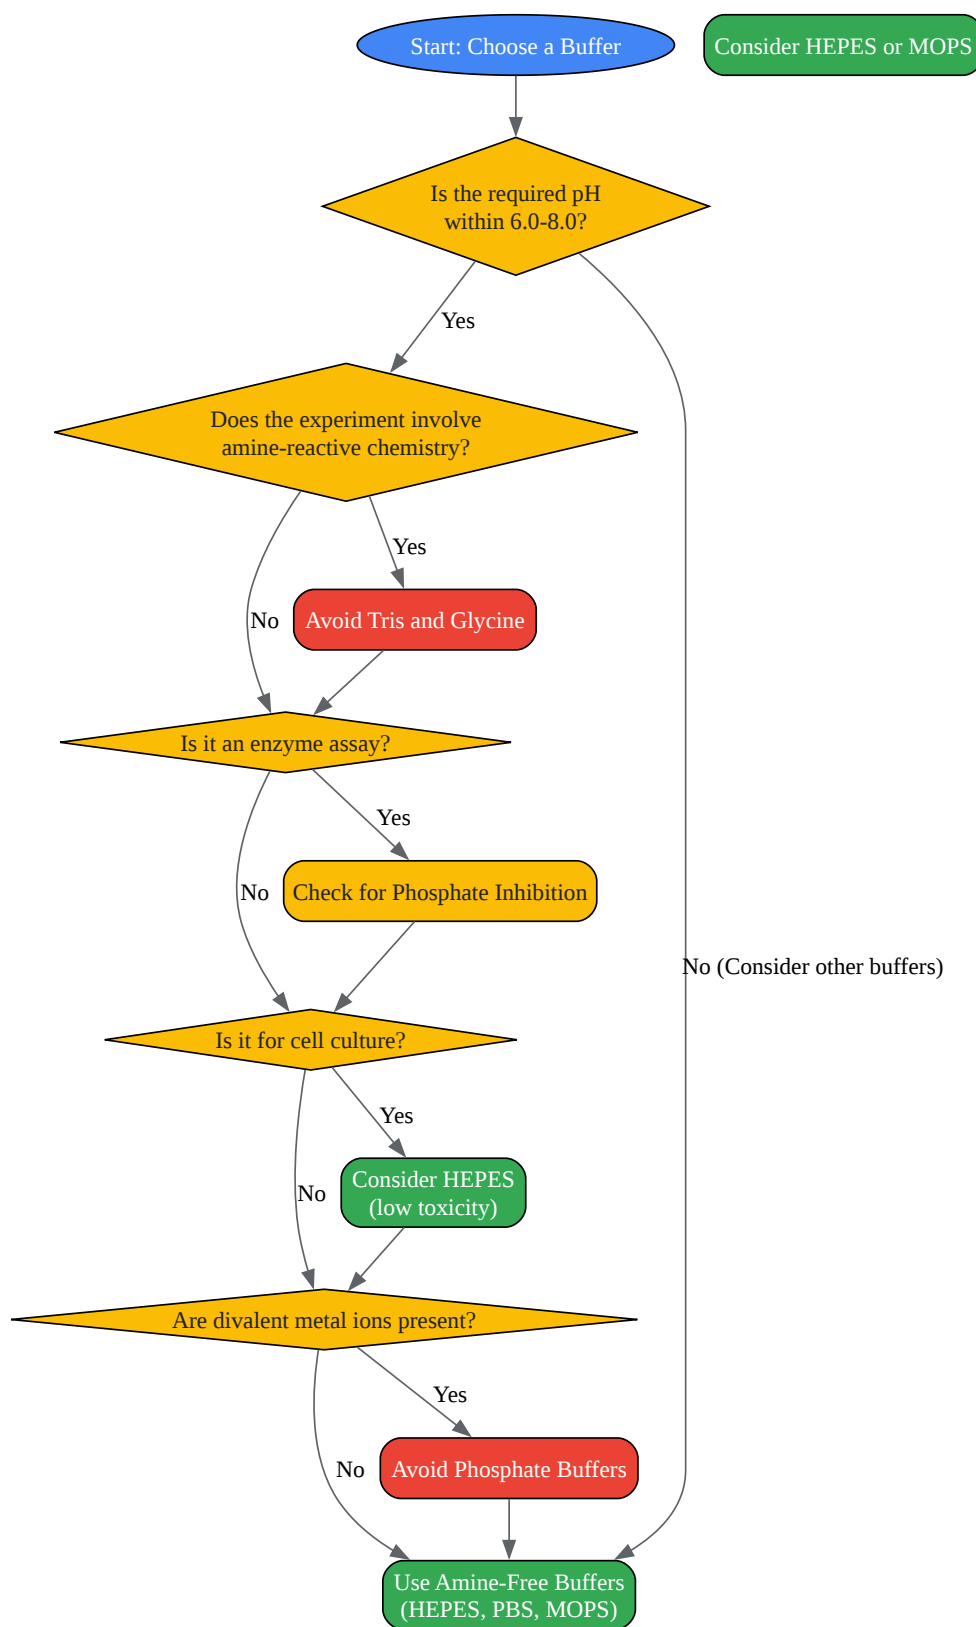 Start: Choose a Buffer
Consider HEPES or MOPS
Is the required pH
within 6.0-8.0?
Yes
Does the experiment involve
amine-reactive chemistry?
Yes
No
Avoid Tris and Glycine
Is it an enzyme assay?
Yes
No
Check for Phosphate Inhibition
No (Consider other buffers)
Is it for cell culture?
Yes
No
Consider HEPES
(low toxicity)
Are divalent metal ions present?
Yes
No
Avoid Phosphate Buffers
Use Amine-Free Buffers
(HEPES, PBS, MOPS)